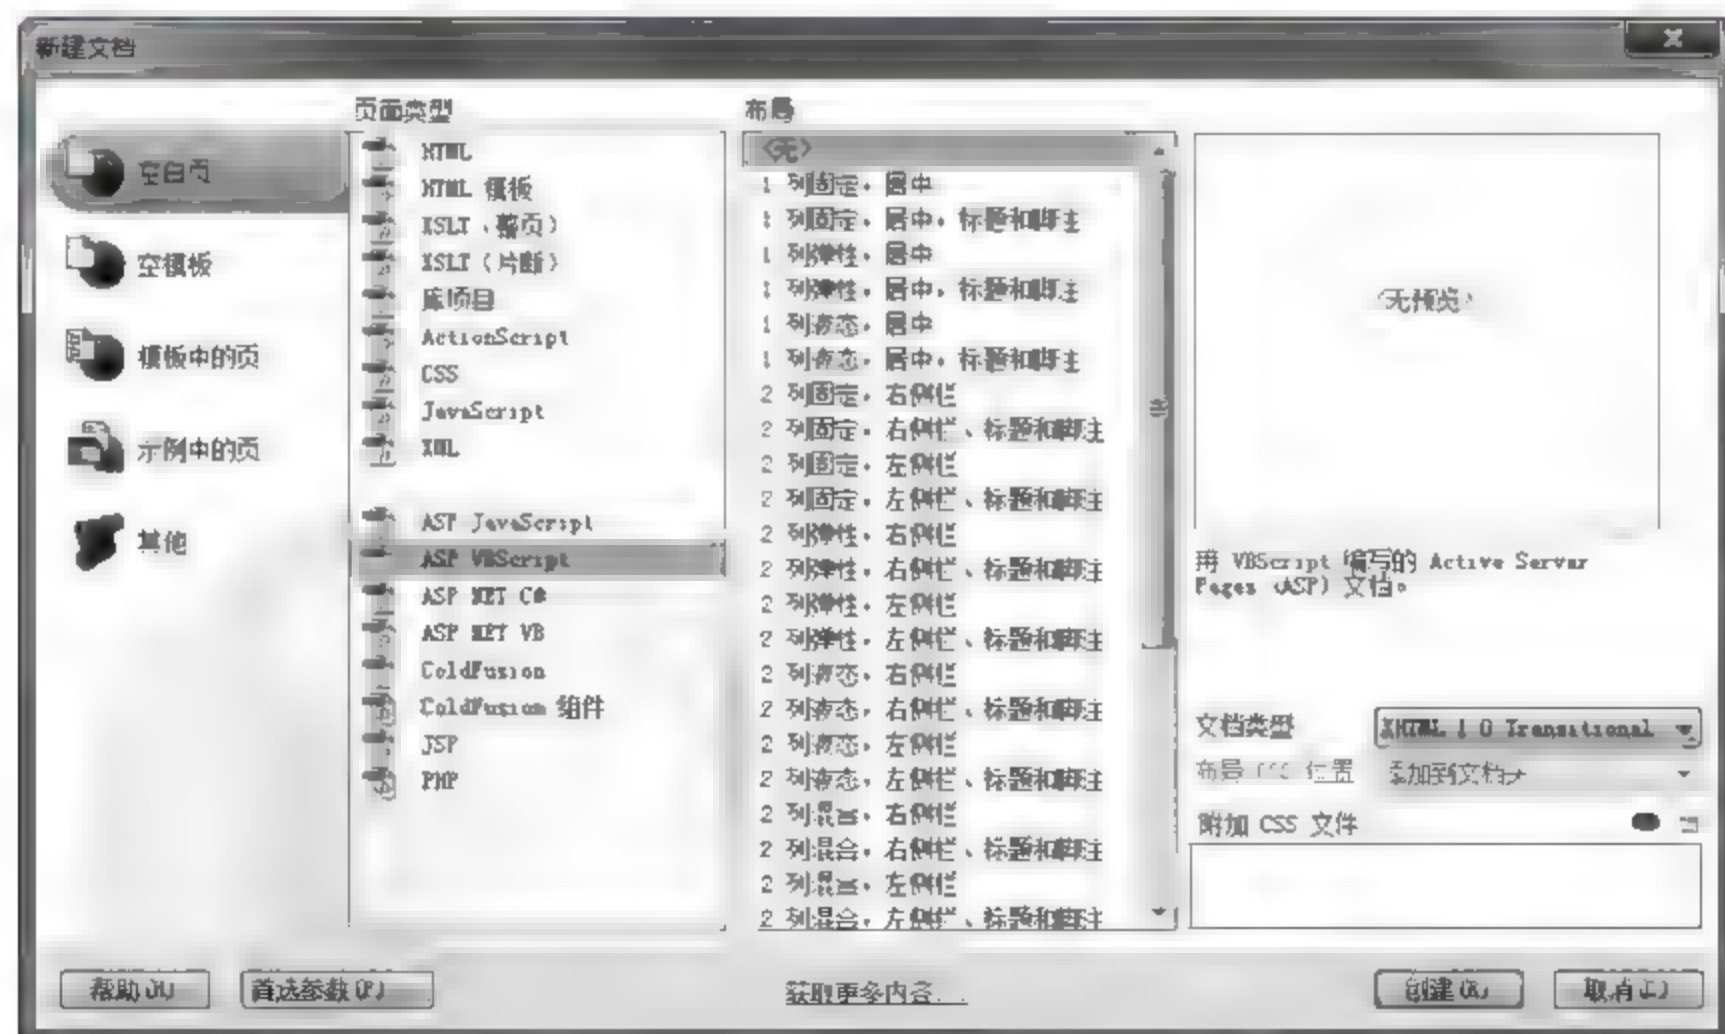 新建文档
空白页
空模板
模板中的页
示例中的页
其他
页面类型
HTML
HTML 模板
XSLT（整页）
XSLT（片断）
库项目
ActionScript
CSS
JavaScript
XML
ASP JavaScript
ASP VBScript
ASP NET C#
ASP NET VB
ColdFusion
ColdFusion 组件
JSP
PHP
布局
<无>
1 列固定，居中
1 列固定，居中，标题和脚注
1 列弹性，居中
1 列弹性，居中，标题和脚注
1 列液态，居中
1 列液态，居中，标题和脚注
2 列固定，右侧栏
2 列固定，右侧栏、标题和脚注
2 列固定，左侧栏
2 列固定，左侧栏、标题和脚注
2 列弹性，右侧栏
2 列弹性，右侧栏、标题和脚注
2 列弹性，左侧栏
2 列弹性，左侧栏、标题和脚注
2 列液态，右侧栏
2 列液态，右侧栏、标题和脚注
2 列液态，左侧栏
2 列液态，左侧栏、标题和脚注
2 列混合，右侧栏
2 列混合，右侧栏、标题和脚注
2 列混合，左侧栏
2 列混合，左侧栏、标题和脚注
<无预览>
用 VBScript 编写的 Active Server
Pages (ASP) 文档。
文档类型 XHTML 1 0 Transitional
布局 CSS 位置 添加到文档头
附加 CSS 文件
帮助(H) 首选参数(P) 获取更多内容... 创建(R) 取消